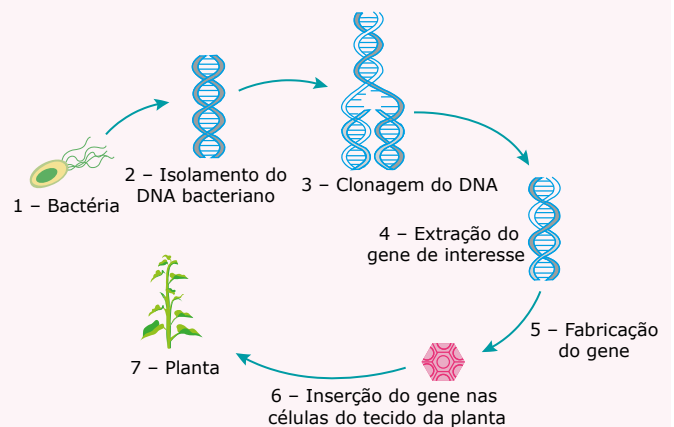 1 – Bactéria
2 – Isolamento do
DNA bacteriano
3 – Clonagem do DNA
4 – Extração do
gene de interesse
5 – Fabricação
do gene
6 – Inserção do gene nas
células do tecido da planta
7 – Planta